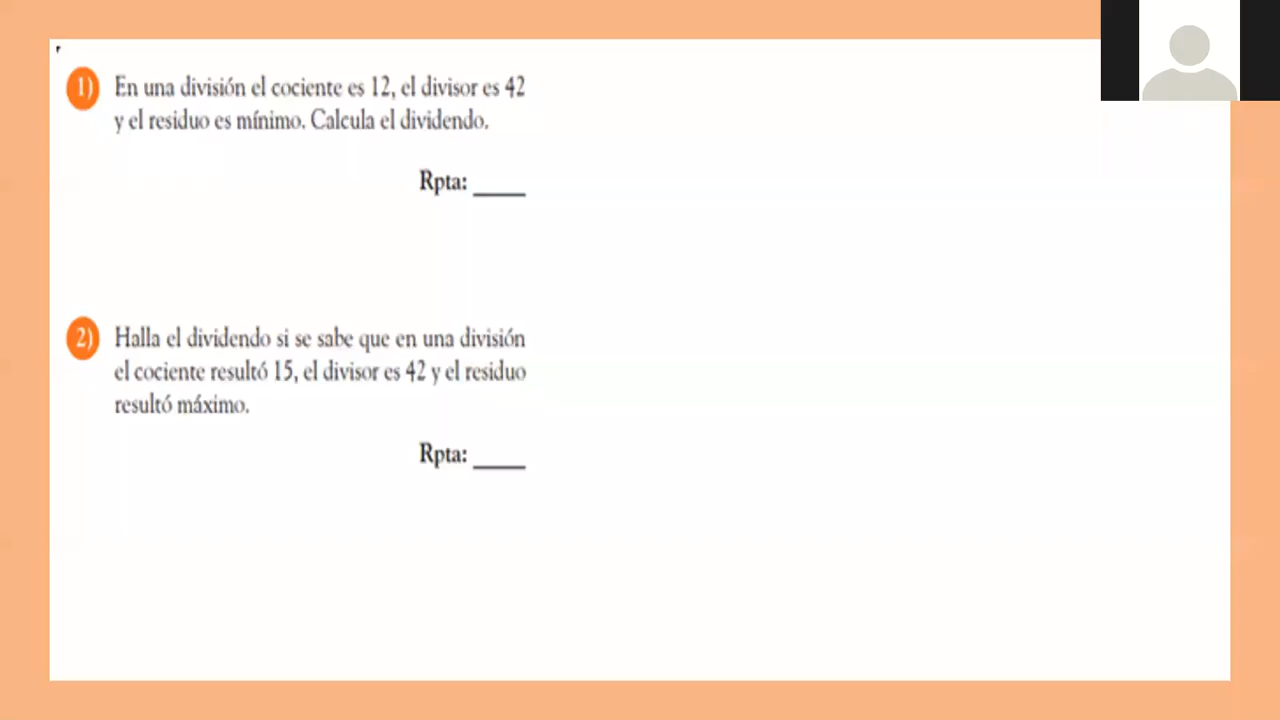 1) En una división el cociente es 12, el divisor es 42
y el residuo es mínimo. Calcula el dividendo.
Rpta: ____
2) Halla el dividendo si se sabe que en una división
el cociente resultó 15, el divisor es 42 y el residuo
resultó máximo.
Rpta: ____